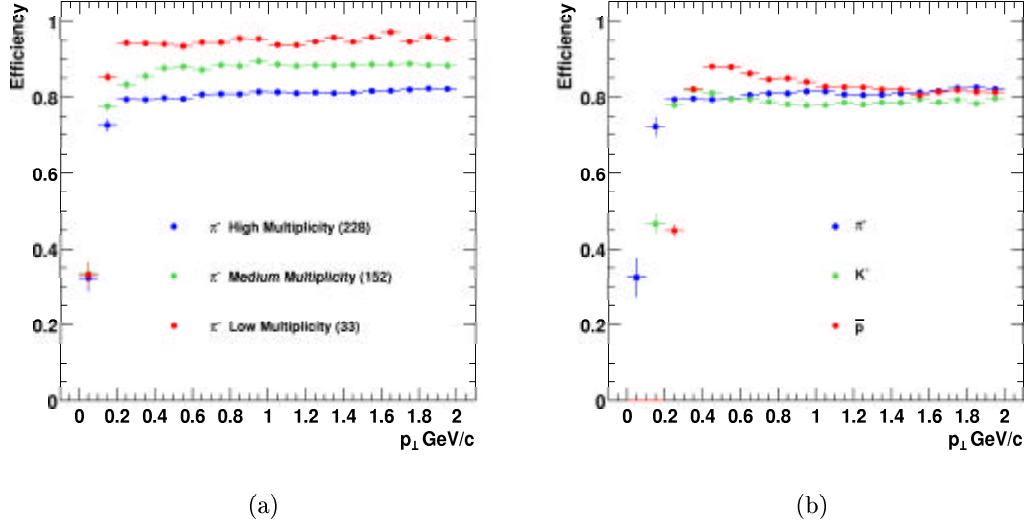 Efficiency
1
0.8
0.6
0.4
0.2
0
π⁻ High Multiplicity (228)
π⁻ Medium Multiplicity (152)
π⁻ Low Multiplicity (33)
0 0.2 0.4 0.6 0.8 1 1.2 1.4 1.6 1.8 2
p⊥ GeV/c
(a)
Efficiency
1
0.8
0.6
0.4
0.2
0
π⁻
K⁻
p̅
0 0.2 0.4 0.6 0.8 1 1.2 1.4 1.6 1.8 2
p⊥ GeV/c
(b)